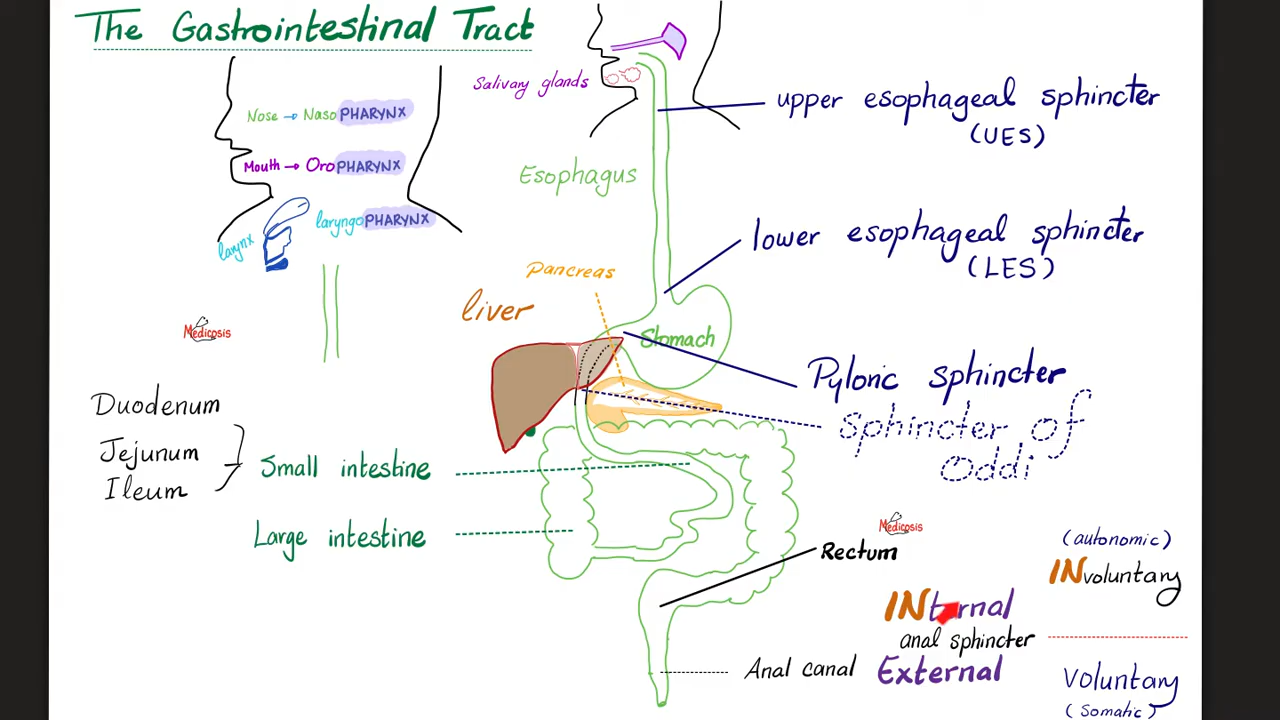 The Gastrointestinal Tract
Salivary glands
Nose → NasoPHARYNX
Mouth → OroPHARYNX
laryngoPHARYNX
larynx
upper esophageal sphincter
(UES)
Esophagus
lower esophageal sphincter
(LES)
Pancreas
liver
Stomach
Medicosis
Pyloric sphincter
sphincter of
Oddi
Duodenum
Jejunum
Ileum
Small intestine
Large intestine
Medicosis
Rectum
(autonomic)
INvoluntary
INternal
anal sphincter
Anal canal
External
Voluntary
(Somatic)